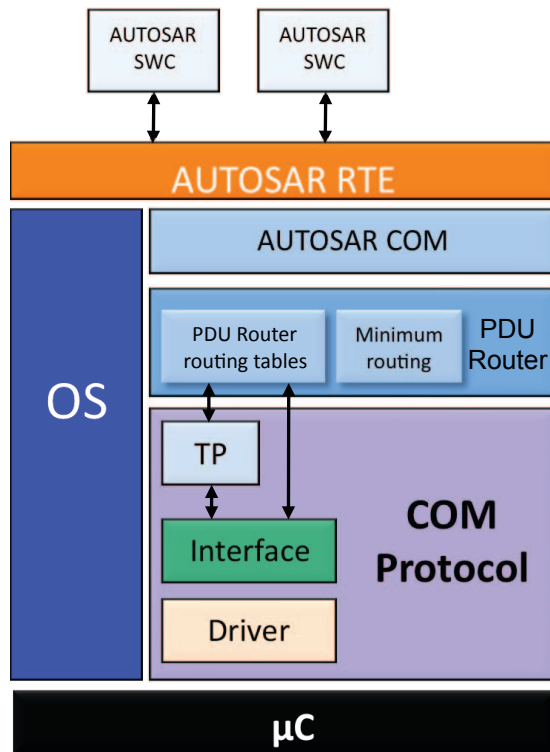 AUTOSAR
SWC
AUTOSAR
SWC
AUTOSAR RTE
OS
AUTOSAR COM
PDU Router
routing tables
Minimum
routing
PDU
Router
TP
Interface
Driver
COM
Protocol
µC